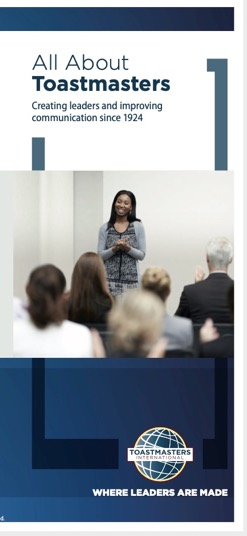 All About
Toastmasters
Creating leaders and improving
communication since 1924
TOASTMASTERS
INTERNATIONAL
WHERE LEADERS ARE MADE
d.